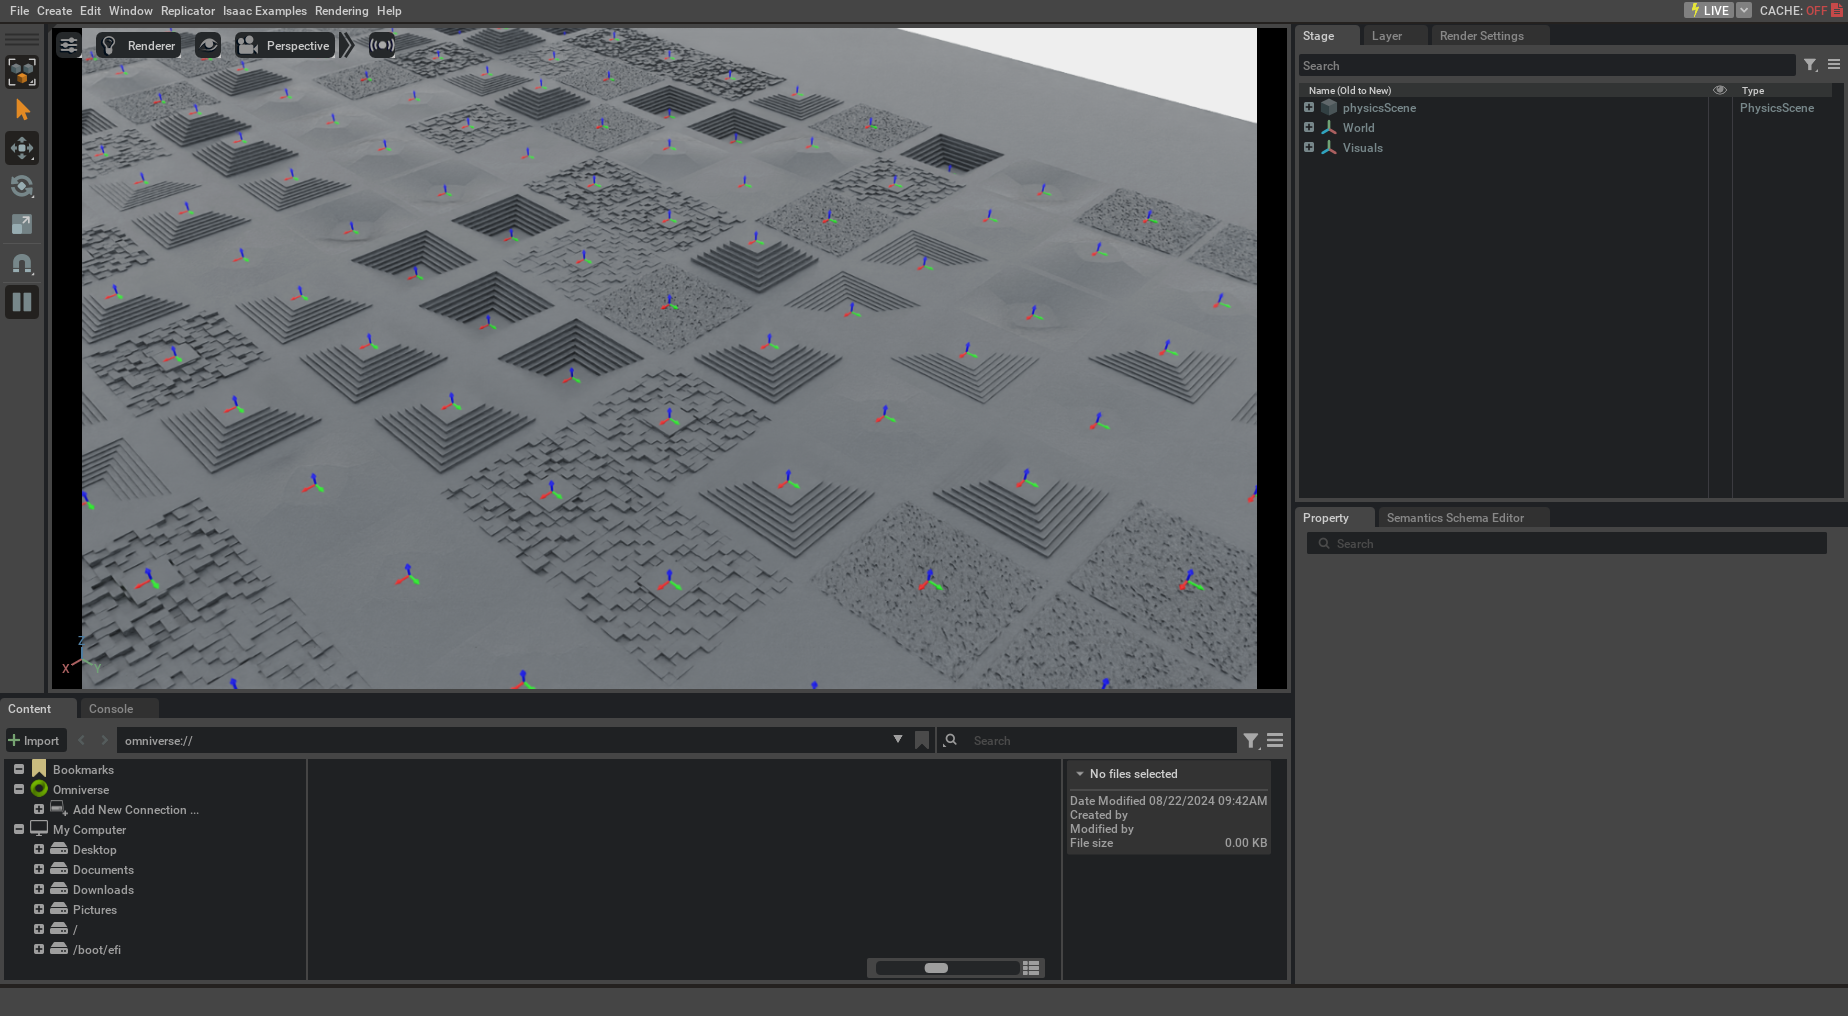 File Create Edit Window Replicator Isaac Examples Rendering Help
LIVE CACHE: OFF
Renderer Perspective
Z
X Y
Stage Layer Render Settings
Search
Name (Old to New) Type
physicsScene PhysicsScene
World
Visuals
Property Semantics Schema Editor
Search
Content Console
Import omniverse:// Search
Bookmarks
Omniverse
Add New Connection ...
My Computer
Desktop
Documents
Downloads
Pictures
/
/boot/efi
No files selected
Date Modified 08/22/2024 09:42AM
Created by
Modified by
File size 0.00 KB